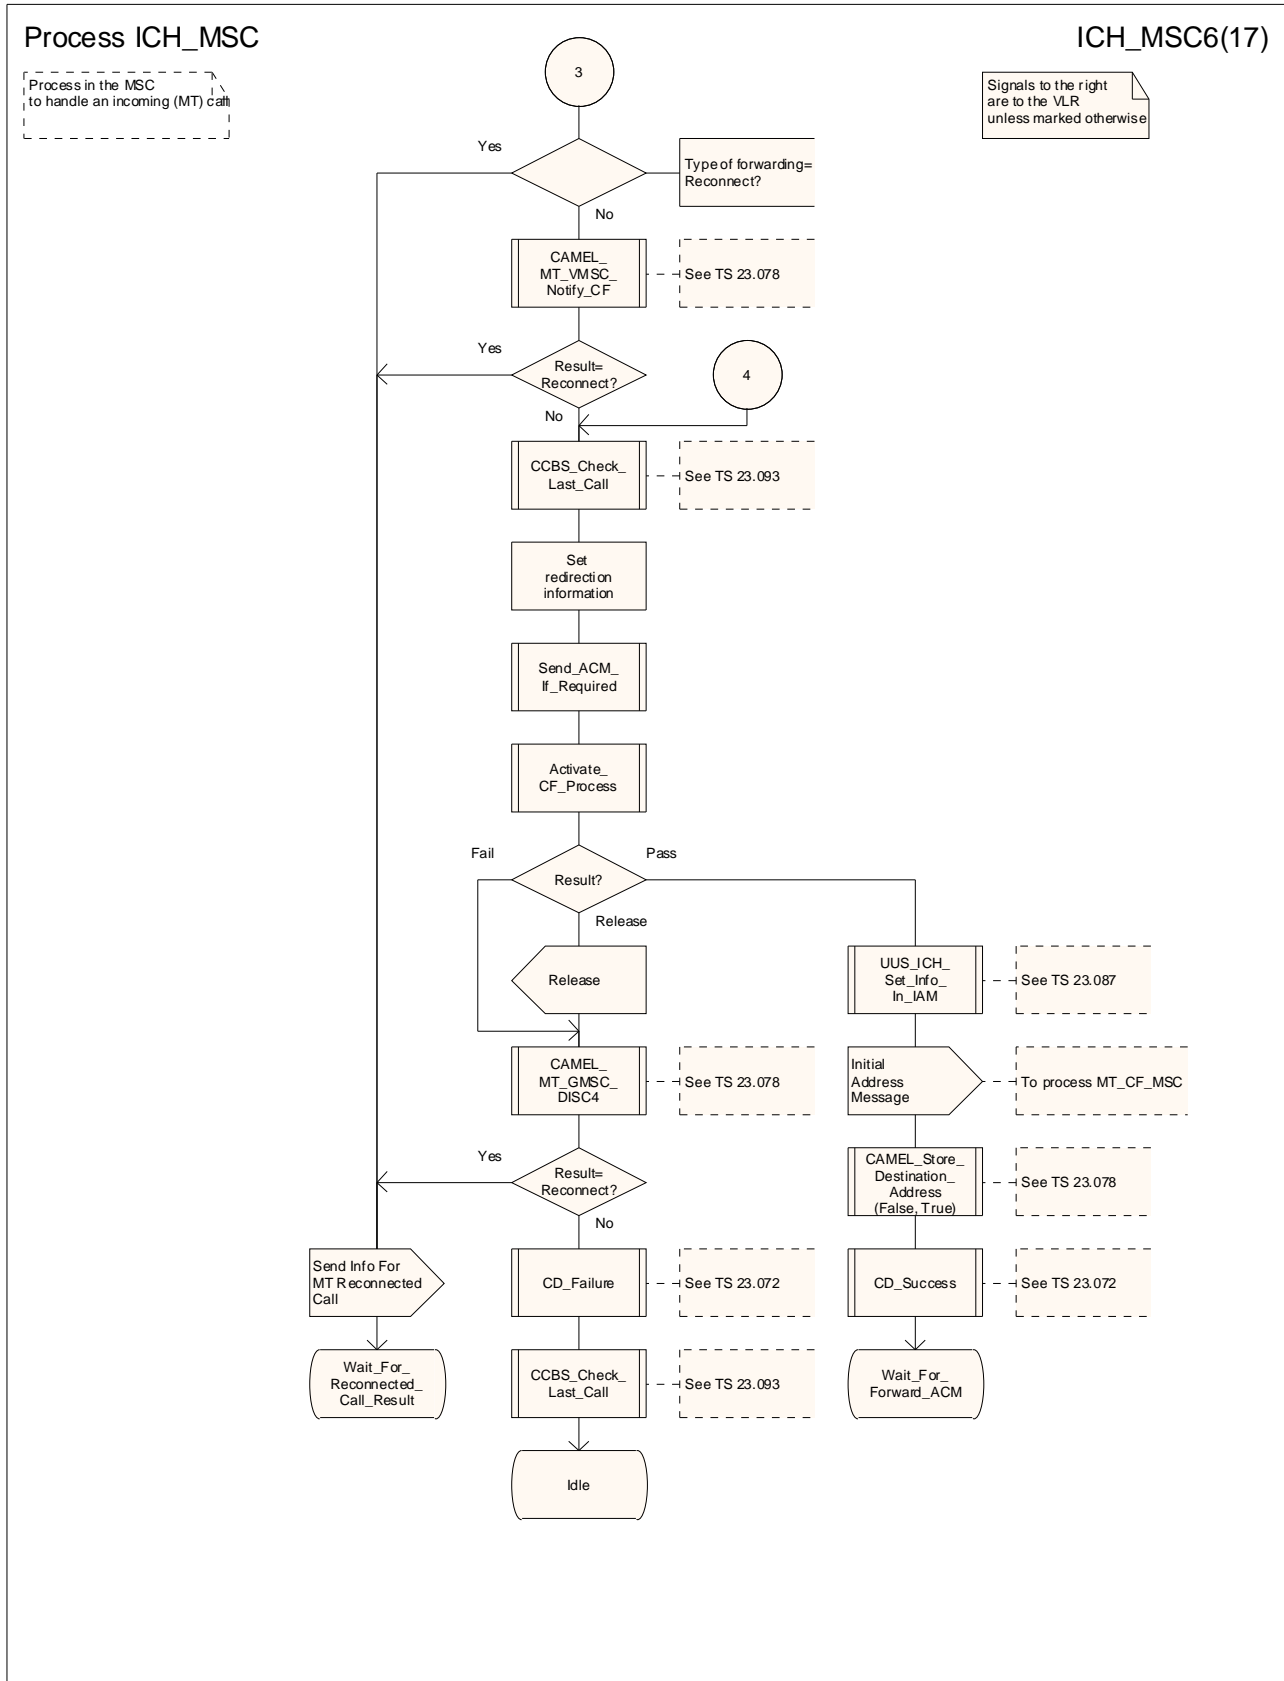 Process ICH_MSC
ICH_MSC6(17)
Process in the MSC
to handle an incoming (MT) call
Signals to the right
are to the VLR
unless marked otherwise
3
Yes
Type of forwarding=
Reconnect?
No
CAMEL_
MT_VMSC_
Notify_CF
See TS 23.078
Yes
Result=
Reconnect?
4
No
CCBS_Check_
Last_Call
See TS 23.093
Set
redirection
information
Send_ACM_
If_Required
Activate_
CF_Process
Fail
Result?
Pass
Release
Release
UUS_ICH_
Set_Info_
In_IAM
See TS 23.087
CAMEL_
MT_GMSC_
DISC4
See TS 23.078
Initial
Address
Message
To process MT_CF_MSC
Yes
Result=
Reconnect?
No
CAMEL_Store_
Destination_
Address
(False, True)
See TS 23.078
Send Info For
MT Reconnected
Call
CD_Failure
See TS 23.072
CD_Success
See TS 23.072
Wait_For_
Reconnected_
Call_Result
CCBS_Check_
Last_Call
See TS 23.093
Wait_For_
Forward_ACM
Idle